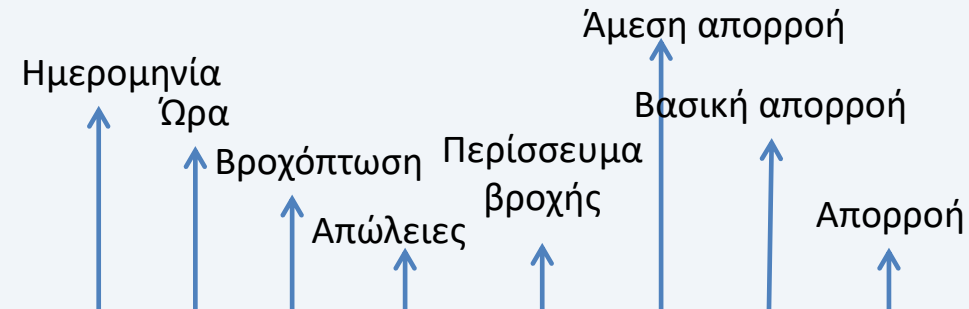 Ημερομηνία
Ώρα
Βροχόπτωση
Απώλειες
Περίσσευμα
βροχής
Άμεση απορροή
Βασική απορροή
Απορροή